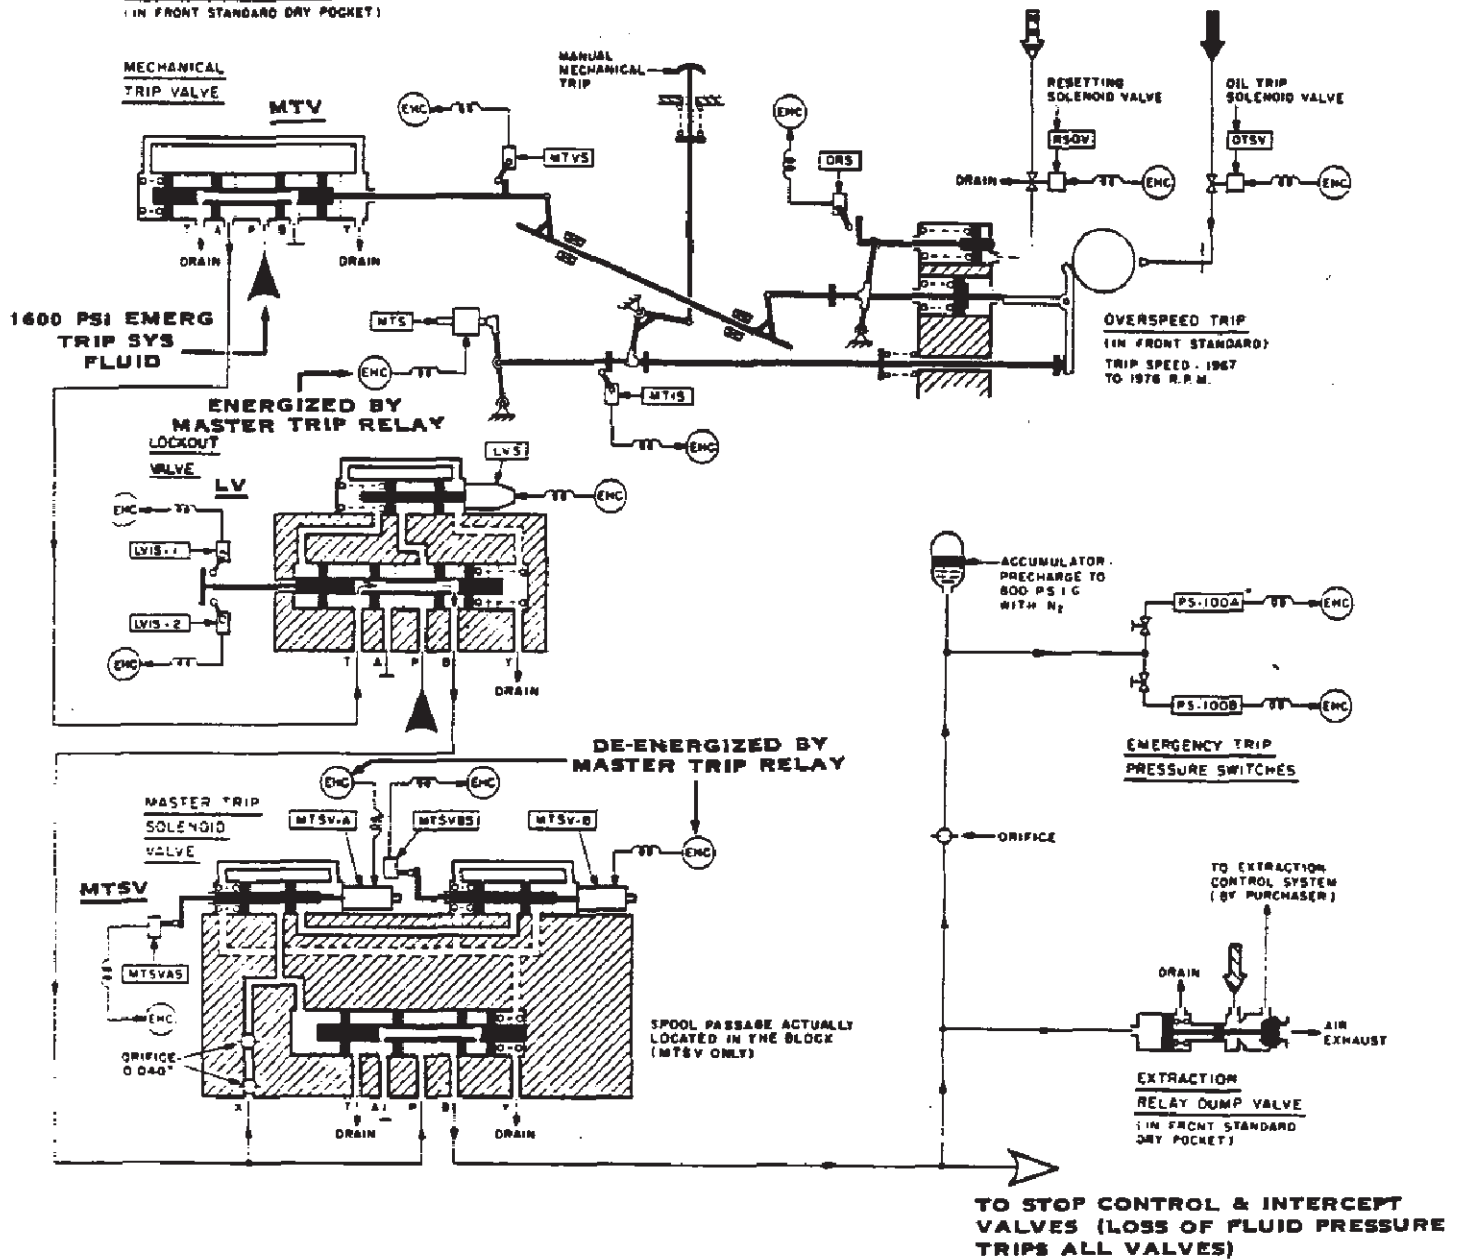 (IN FRONT STANDARD DRY POCKET)
MECHANICAL
TRIP VALVE
MTV
EHC
MTVS
T A P B T
DRAIN
DRAIN
1600 PSI EMERG
TRIP SYS
FLUID
MANUAL
MECHANICAL
TRIP
EHC
ORS
RESETTING
SOLENOID VALVE
RSOV
DRAIN
EHC
OIL TRIP
SOLENOID VALVE
OTSV
EHC
OVERSPEED TRIP
(IN FRONT STANDARD)
TRIP SPEED - 1967
TO 1976 R.P.M.
MTS
EHC
ENERGIZED BY
MASTER TRIP RELAY
MTIS
EHC
LOCKOUT
VALVE
LV
LVS
EHC
EHC
LVIS-1
LVIS-2
EHC
T A P B Y
DRAIN
ACCUMULATOR
PRECHARGE TO
800 PSIG
WITH N2
PS-100A
EHC
PS-100B
EHC
EMERGENCY TRIP
PRESSURE SWITCHES
DE-ENERGIZED BY
MASTER TRIP RELAY
EHC
EHC
MASTER TRIP
SOLENOID
VALVE
MTSV-A
MTSVBS
MTSV-B
EHC
MTSV
MTSVAS
EHC
ORIFICE
0.040"
SPOOL PASSAGE ACTUALLY
LOCATED IN THE BLOCK
(MTSV ONLY)
X T A P B Y
DRAIN
DRAIN
ORIFICE
TO EXTRACTION
CONTROL SYSTEM
(BY PURCHASER)
DRAIN
AIR
EXHAUST
EXTRACTION
RELAY DUMP VALVE
(IN FRONT STANDARD
DRY POCKET)
TO STOP CONTROL & INTERCEPT
VALVES (LOSS OF FLUID PRESSURE
TRIPS ALL VALVES)